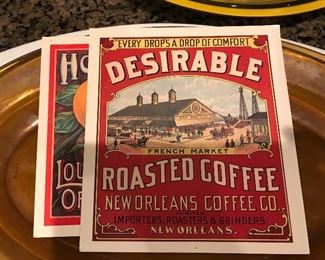 EVERY DROP'S A DROP OF COMFORT
DESIRABLE
FRENCH MARKET
ROASTED COFFEE
NEW ORLEANS COFFEE CO.
IMPORTERS, ROASTERS & GRINDERS,
NEW ORLEANS.
HO
LOU
OR